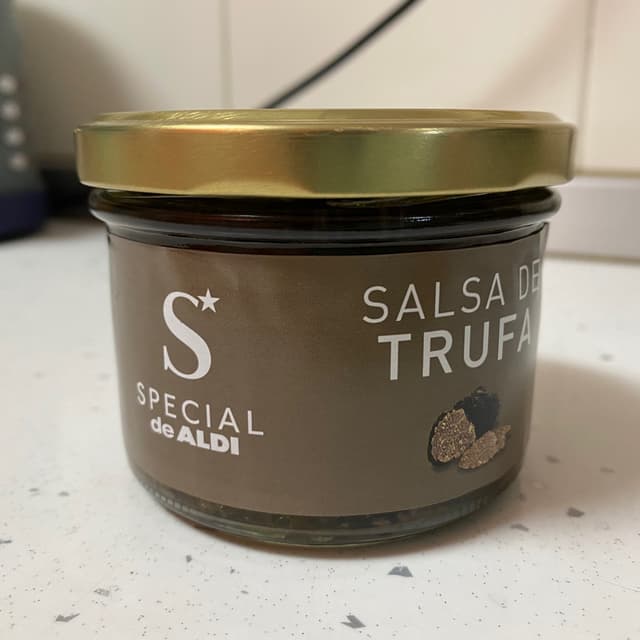 S
SPECIAL
de ALDI
SALSA DE
TRUFA